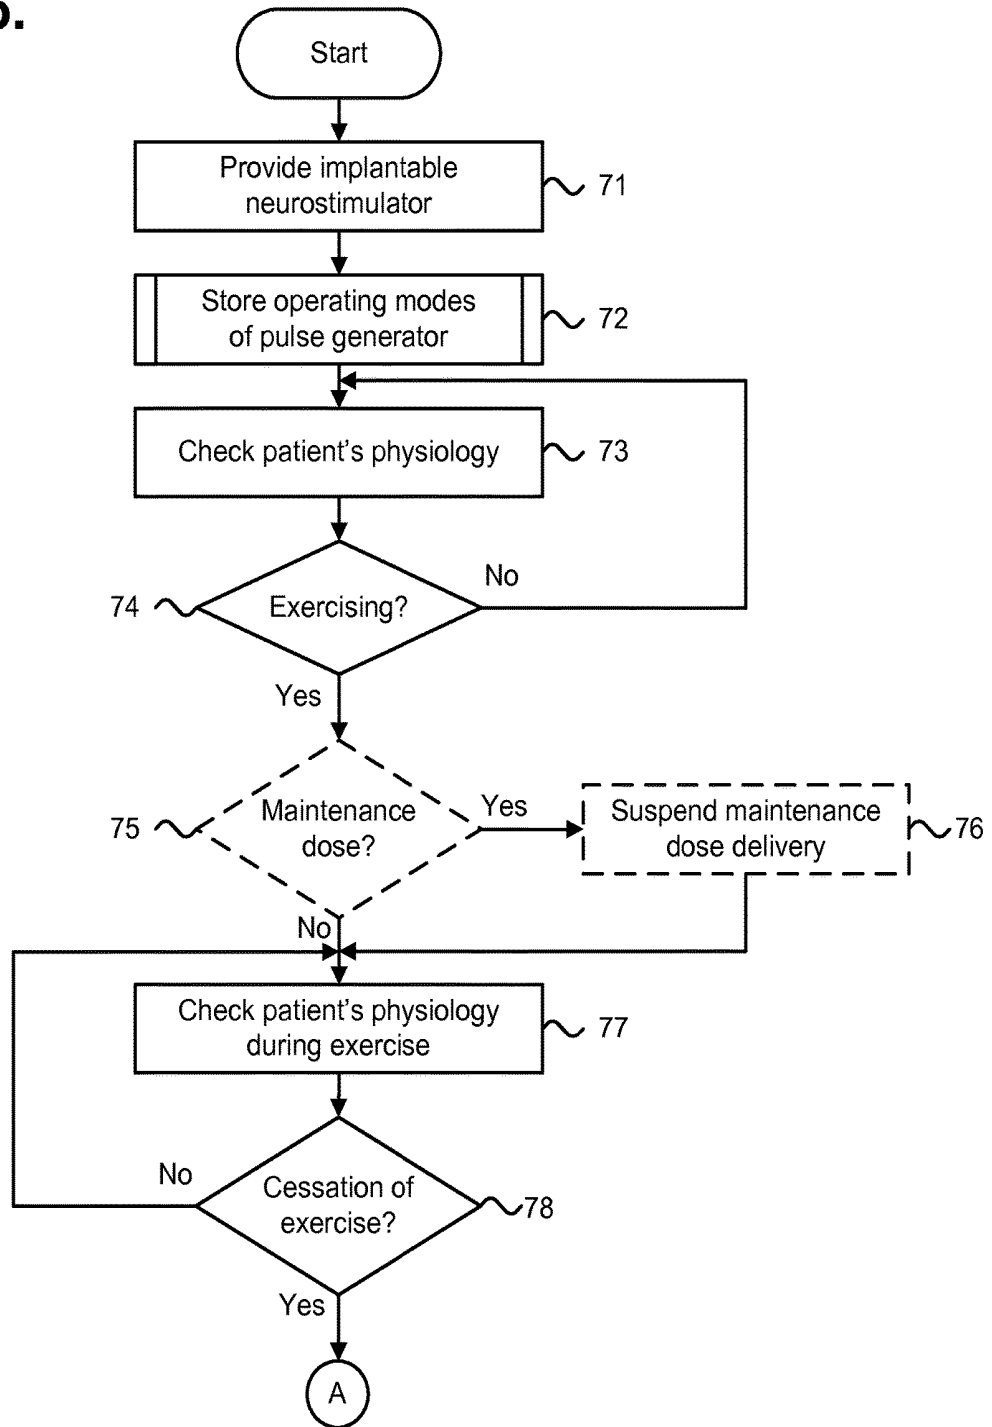 Start
Provide implantable
neurostimulator
71
Store operating modes
of pulse generator
72
Check patient's physiology
73
No
74
Exercising?
Yes
Maintenance
dose?
75
Yes
Suspend maintenance
dose delivery
76
No
Check patient's physiology
during exercise
77
No
Cessation of
exercise?
78
Yes
A